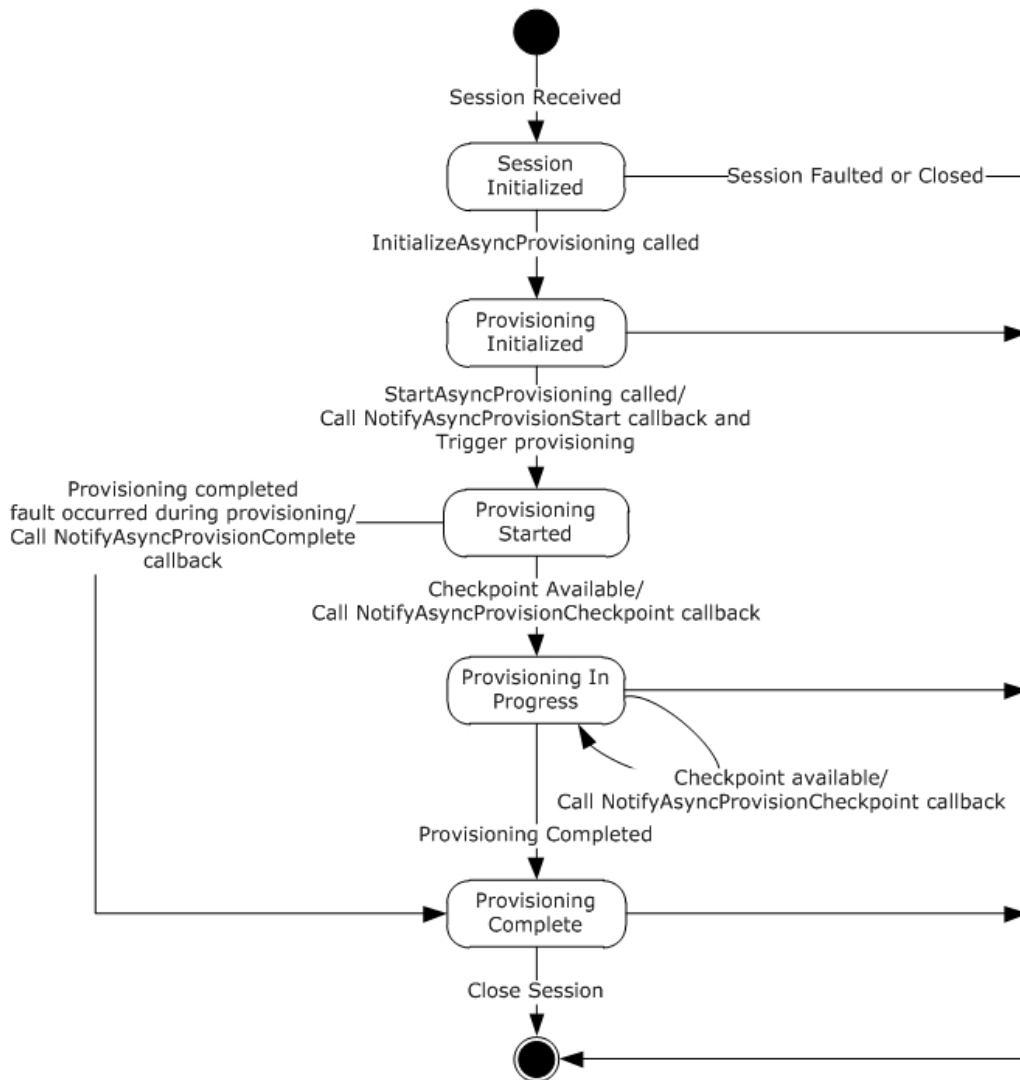 Session Received
Session
Initialized
Session Faulted or Closed
InitializeAsyncProvisioning called
Provisioning
Initialized
StartAsyncProvisioning called/
Call NotifyAsyncProvisionStart callback and
Trigger provisioning
Provisioning completed
fault occurred during provisioning/
Call NotifyAsyncProvisionComplete
callback
Provisioning
Started
Checkpoint Available/
Call NotifyAsyncProvisionCheckpoint callback
Provisioning In
Progress
Checkpoint available/
Call NotifyAsyncProvisionCheckpoint callback
Provisioning Completed
Provisioning
Complete
Close Session